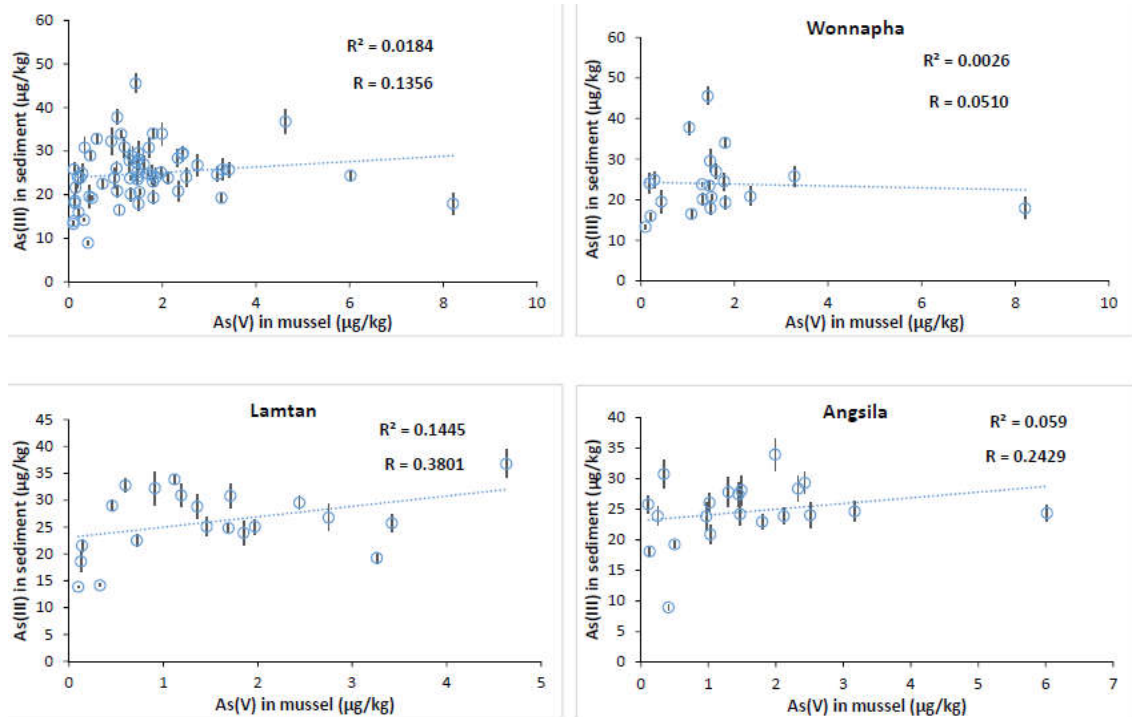 As(III) in sediment (µg/kg)
60
50
40
30
20
10
0
R² = 0.0184
R = 0.1356
0 2 4 6 8 10
As(V) in mussel (µg/kg)
Wonnapha
As(III) in sediment (µg/kg)
60
50
40
30
20
10
0
R² = 0.0026
R = 0.0510
0 2 4 6 8 10
As(V) in mussel (µg/kg)
Lamtan
As(III) in sediment (µg/kg)
45
40
35
30
25
20
15
10
5
0
R² = 0.1445
R = 0.3801
0 1 2 3 4 5
As(V) in mussel (µg/kg)
Angsila
As(III) in sediment (µg/kg)
40
35
30
25
20
15
10
5
0
R² = 0.059
R = 0.2429
0 1 2 3 4 5 6 7
As(V) in mussel (µg/kg)